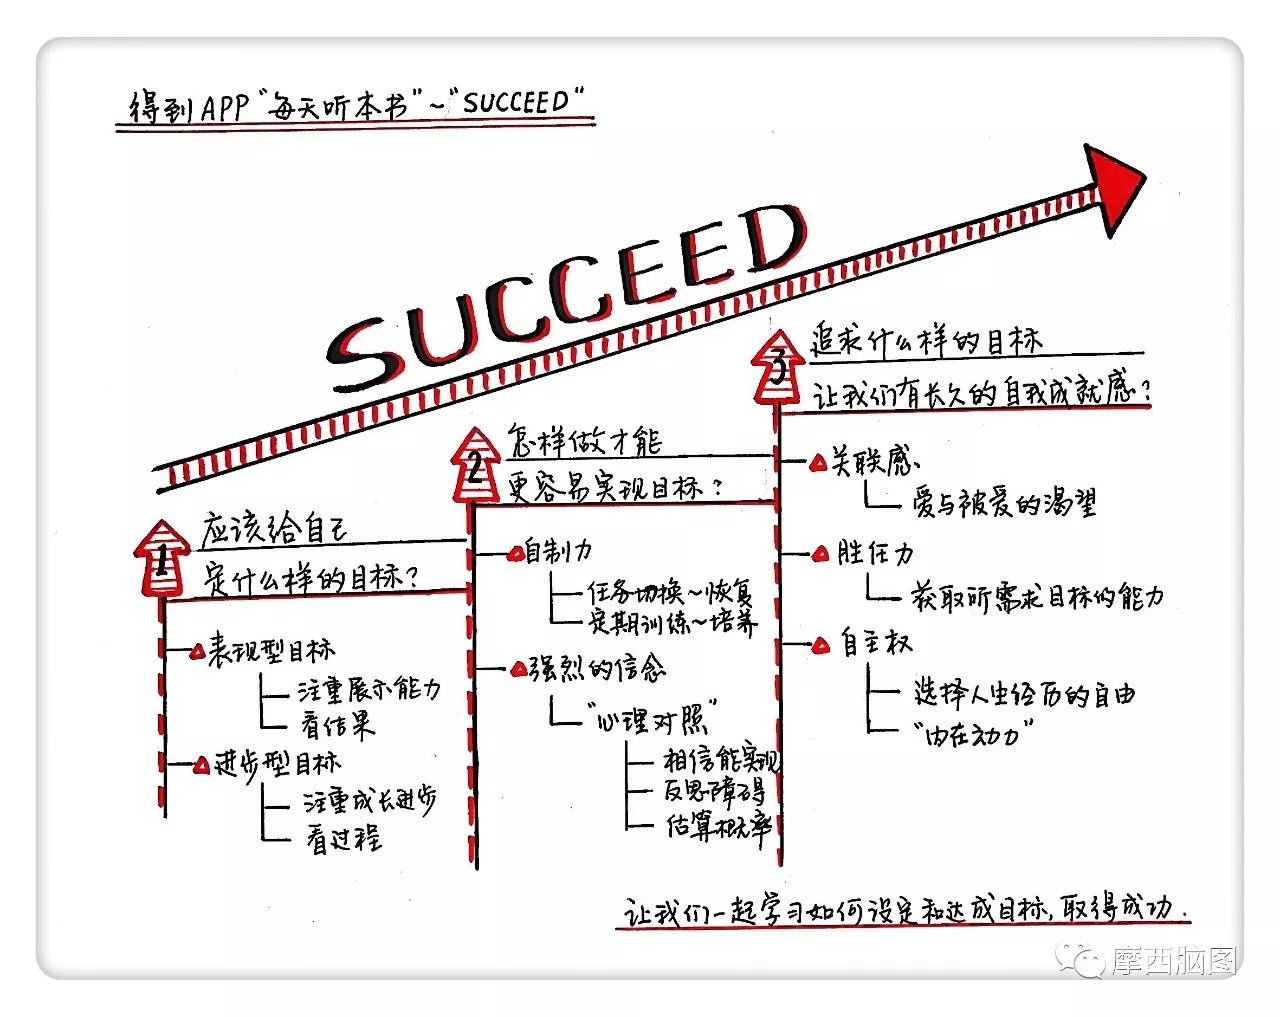 得到APP“每天听本书”~“SUCCEED”
SUCCEED
1
应该给自己
定什么样的目标?
表现型目标
注重展示能力
看结果
进步型目标
注重成长进步
看过程
2
怎样做才能
更容易实现目标?
自制力
任务切换~恢复
定期训练~培养
强烈的信念
“心理对照”
相信能实现
反思障碍
估算概率
3
追求什么样的目标
让我们有长久的自我成就感?
关联感
爱与被爱的渴望
胜任力
获取所需求目标的能力
自主权
选择人生经历的自由
“内在动力”
让我们一起学习如何设定和达成目标,取得成功.
摩西脑图